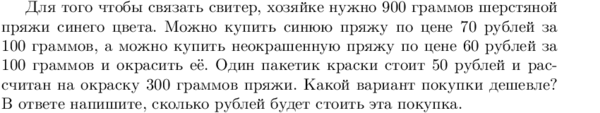 Для того чтобы связать свитер, хозяйке нужно 900 граммов шерстяной
пряжи синего цвета. Можно купить синюю пряжу по цене 70 рублей за
100 граммов, а можно купить неокрашенную пряжу по цене 60 рублей за
100 граммов и окрасить её. Один пакетик краски стоит 50 рублей и рас-
считан на окраску 300 граммов пряжи. Какой вариант покупки дешевле?
В ответе напишите, сколько рублей будет стоить эта покупка.